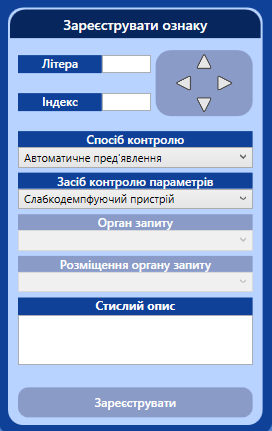 Зареєструвати ознаку
Літера
Індекс
Спосіб контролю
Автоматичне пред'явлення
Засіб контролю параметрів
Слабкодемпфуючий пристрій
Орган запиту
Розміщення органу запиту
Стислий опис
Зареєструвати